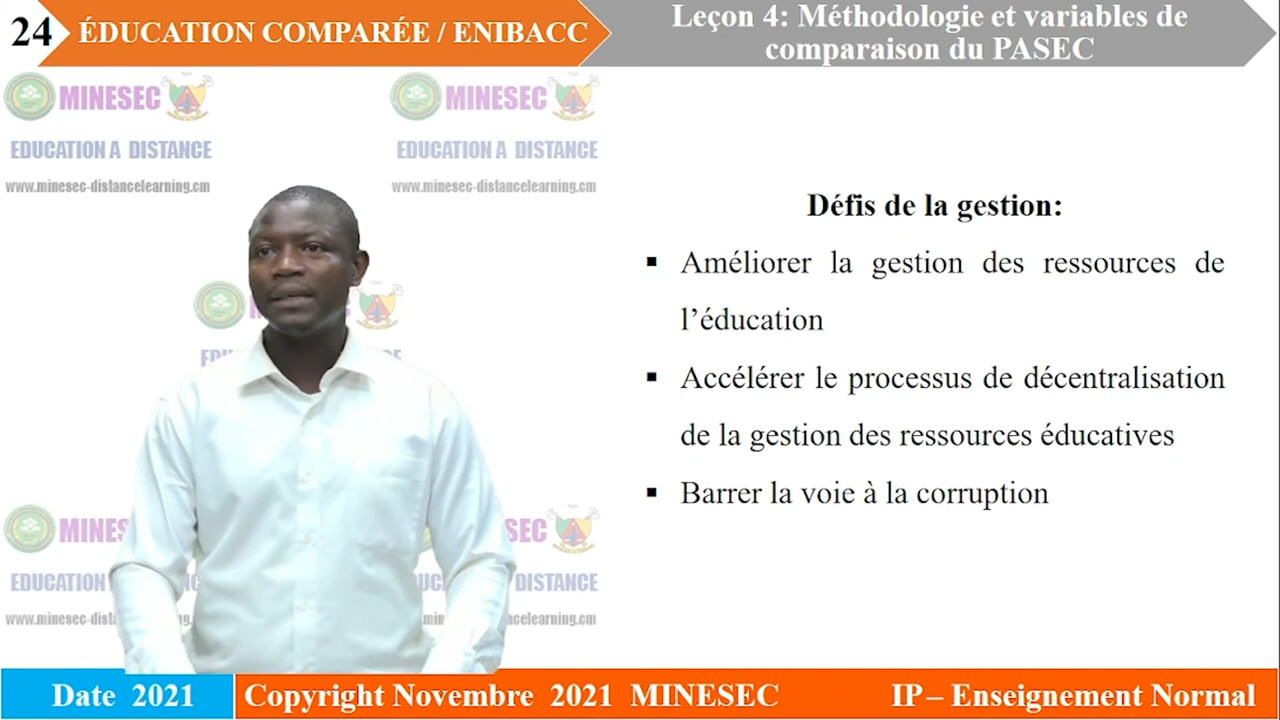 24
ÉDUCATION COMPARÉE / ENIBACC
Leçon 4: Méthodologie et variables de
comparaison du PASEC
MINESEC
EDUCATION A DISTANCE
www.minesec-distancelearning.cm
MINESEC
EDUCATION A DISTANCE
www.minesec-distancelearning.cm
Défis de la gestion:
▪ Améliorer la gestion des ressources de
l’éducation
▪ Accélérer le processus de décentralisation
de la gestion des ressources éducatives
▪ Barrer la voie à la corruption
EDUCATION
DISTANCE
Date 2021
Copyright Novembre 2021 MINESEC
IP – Enseignement Normal